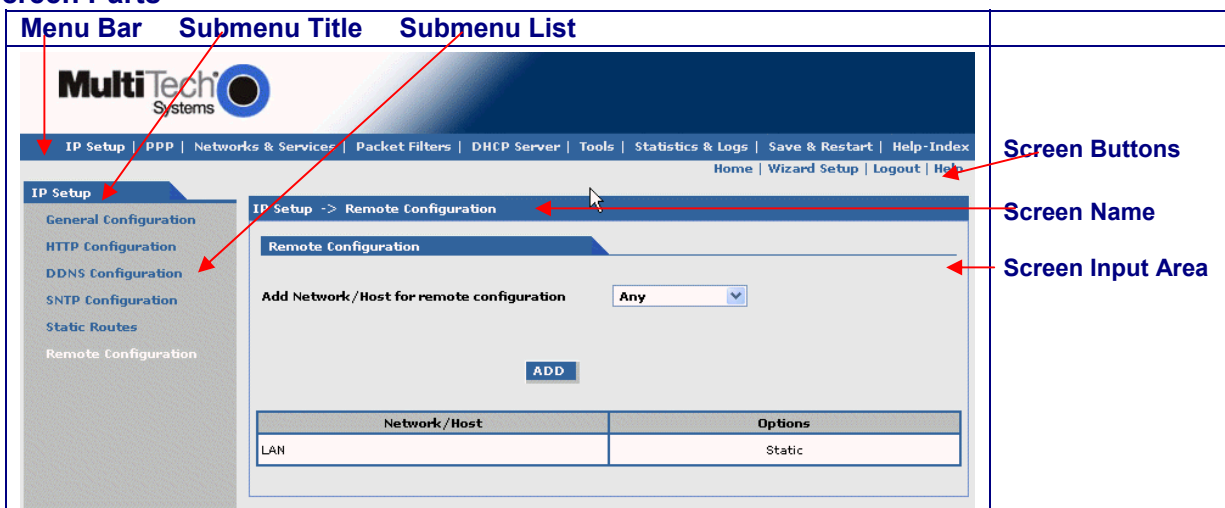 creen Parts
Menu Bar Submenu Title Submenu List
MultiTech
Systems
IP Setup | PPP | Networks & Services | Packet Filters | DHCP Server | Tools | Statistics & Logs | Save & Restart | Help-Index
Home | Wizard Setup | Logout | Help
Screen Buttons
IP Setup
IP Setup -> Remote Configuration
Screen Name
General Configuration
HTTP Configuration
DDNS Configuration
SNTP Configuration
Static Routes
Remote Configuration
Remote Configuration
Screen Input Area
Add Network/Host for remote configuration Any
ADD
Network/Host Options
LAN Static